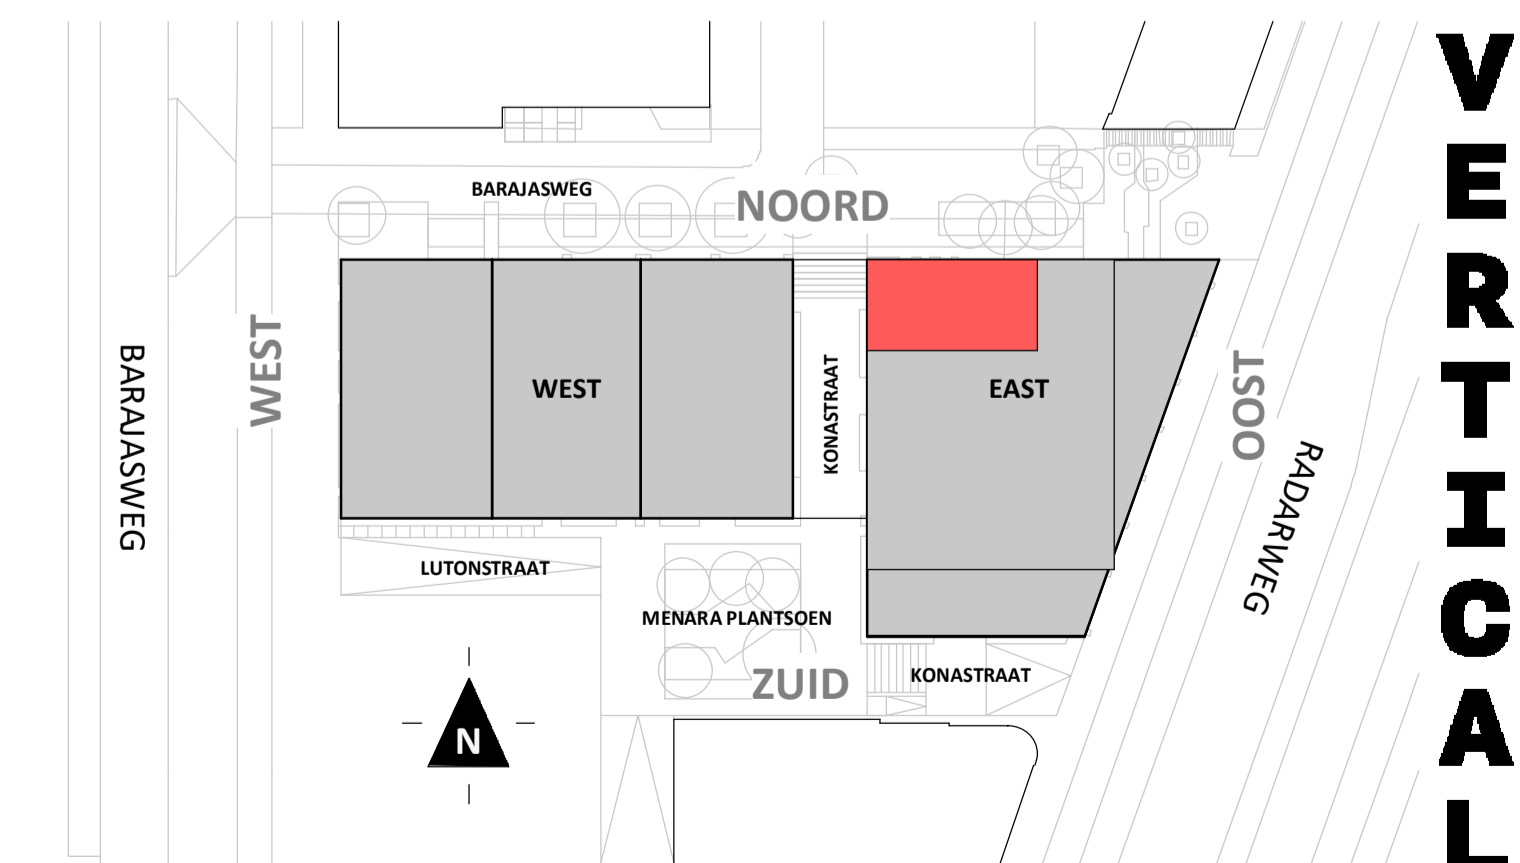 BARAJASWEG
NOORD
WEST
BARAJASWEG
WEST
KONASTRAAT
EAST
OOST
RADARWEG
LUTONSTRAAT
MENARA PLANTSOEN
ZUID
KONASTRAAT
N
VERTICAL